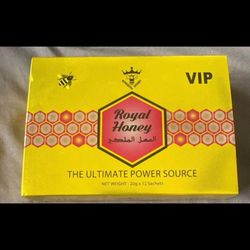 VIP
Royal
Honey
العسل الملكي
THE ULTIMATE POWER SOURCE
NET WEIGHT : 20g x 12 Sachets